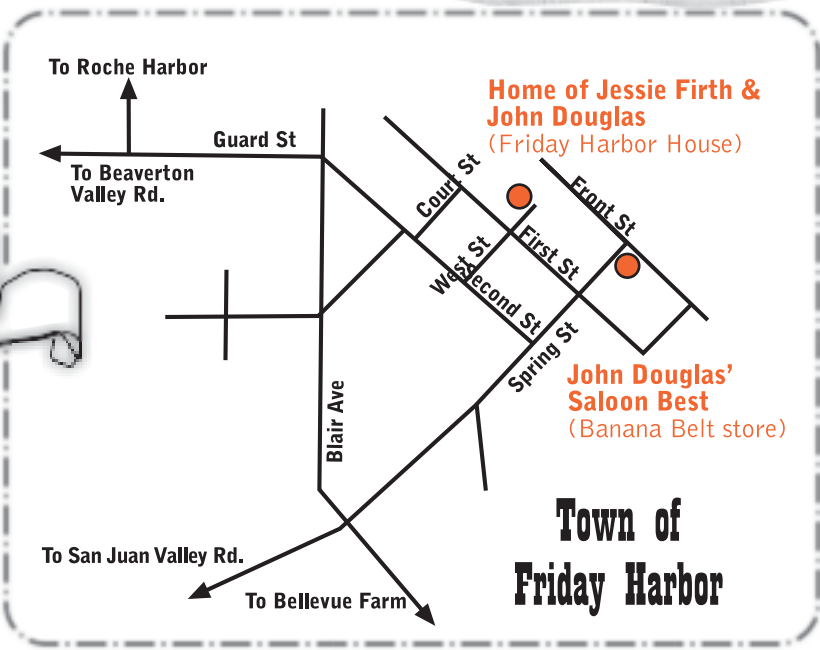 To Roche Harbor
Guard St
To Beaverton
Valley Rd.
Home of Jessie Firth &
John Douglas
(Friday Harbor House)
Court St
Front St
West St
First St
Second St
Spring St
John Douglas’
Saloon Best
(Banana Belt store)
Blair Ave
Town of
Friday Harbor
To San Juan Valley Rd.
To Bellevue Farm